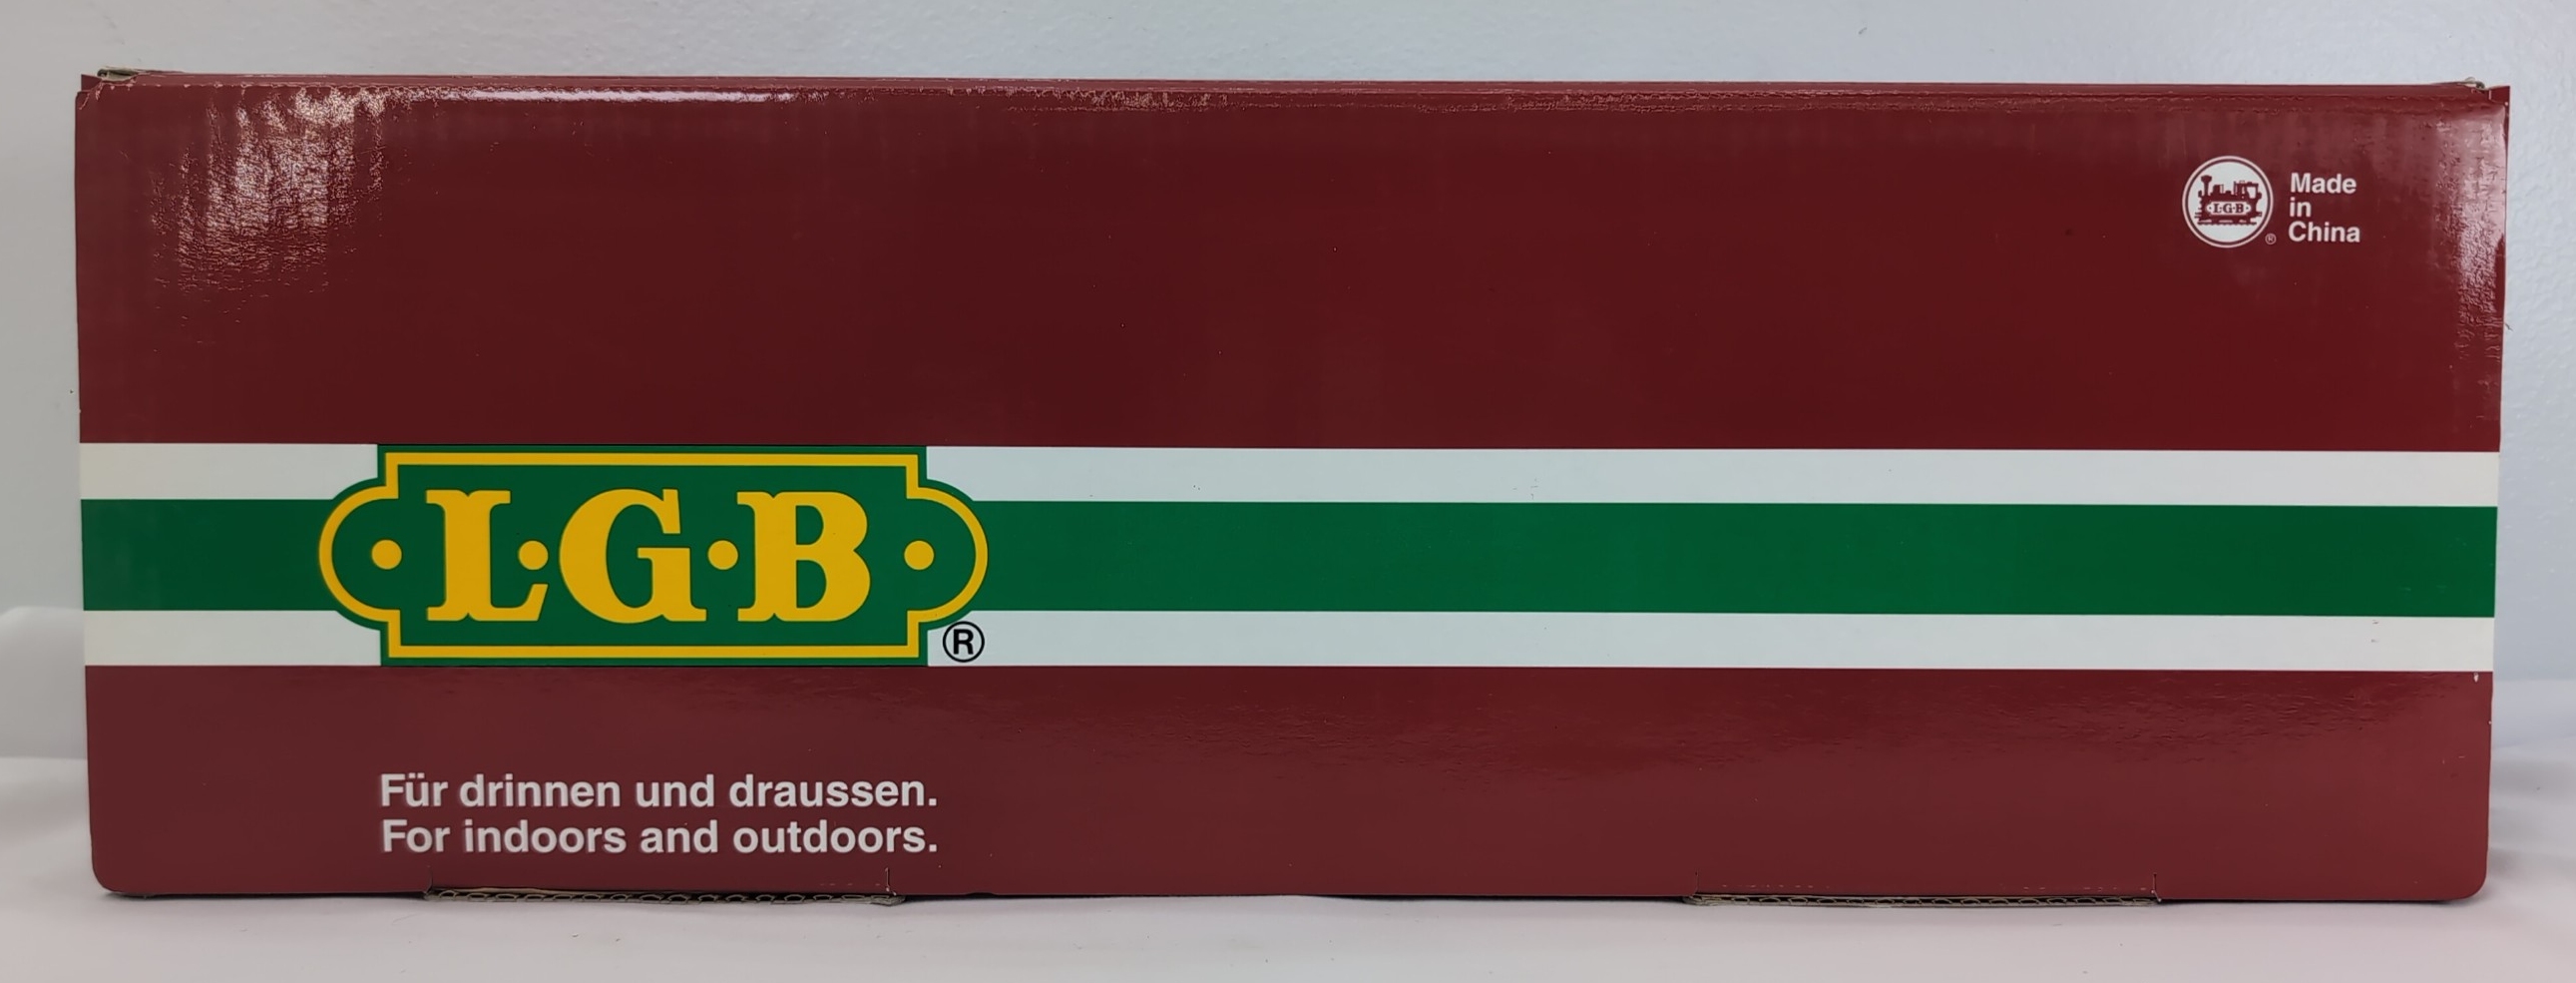 L·G·B
®
Für drinnen und draussen.
For indoors and outdoors.
L·G·B
®
Made
in
China